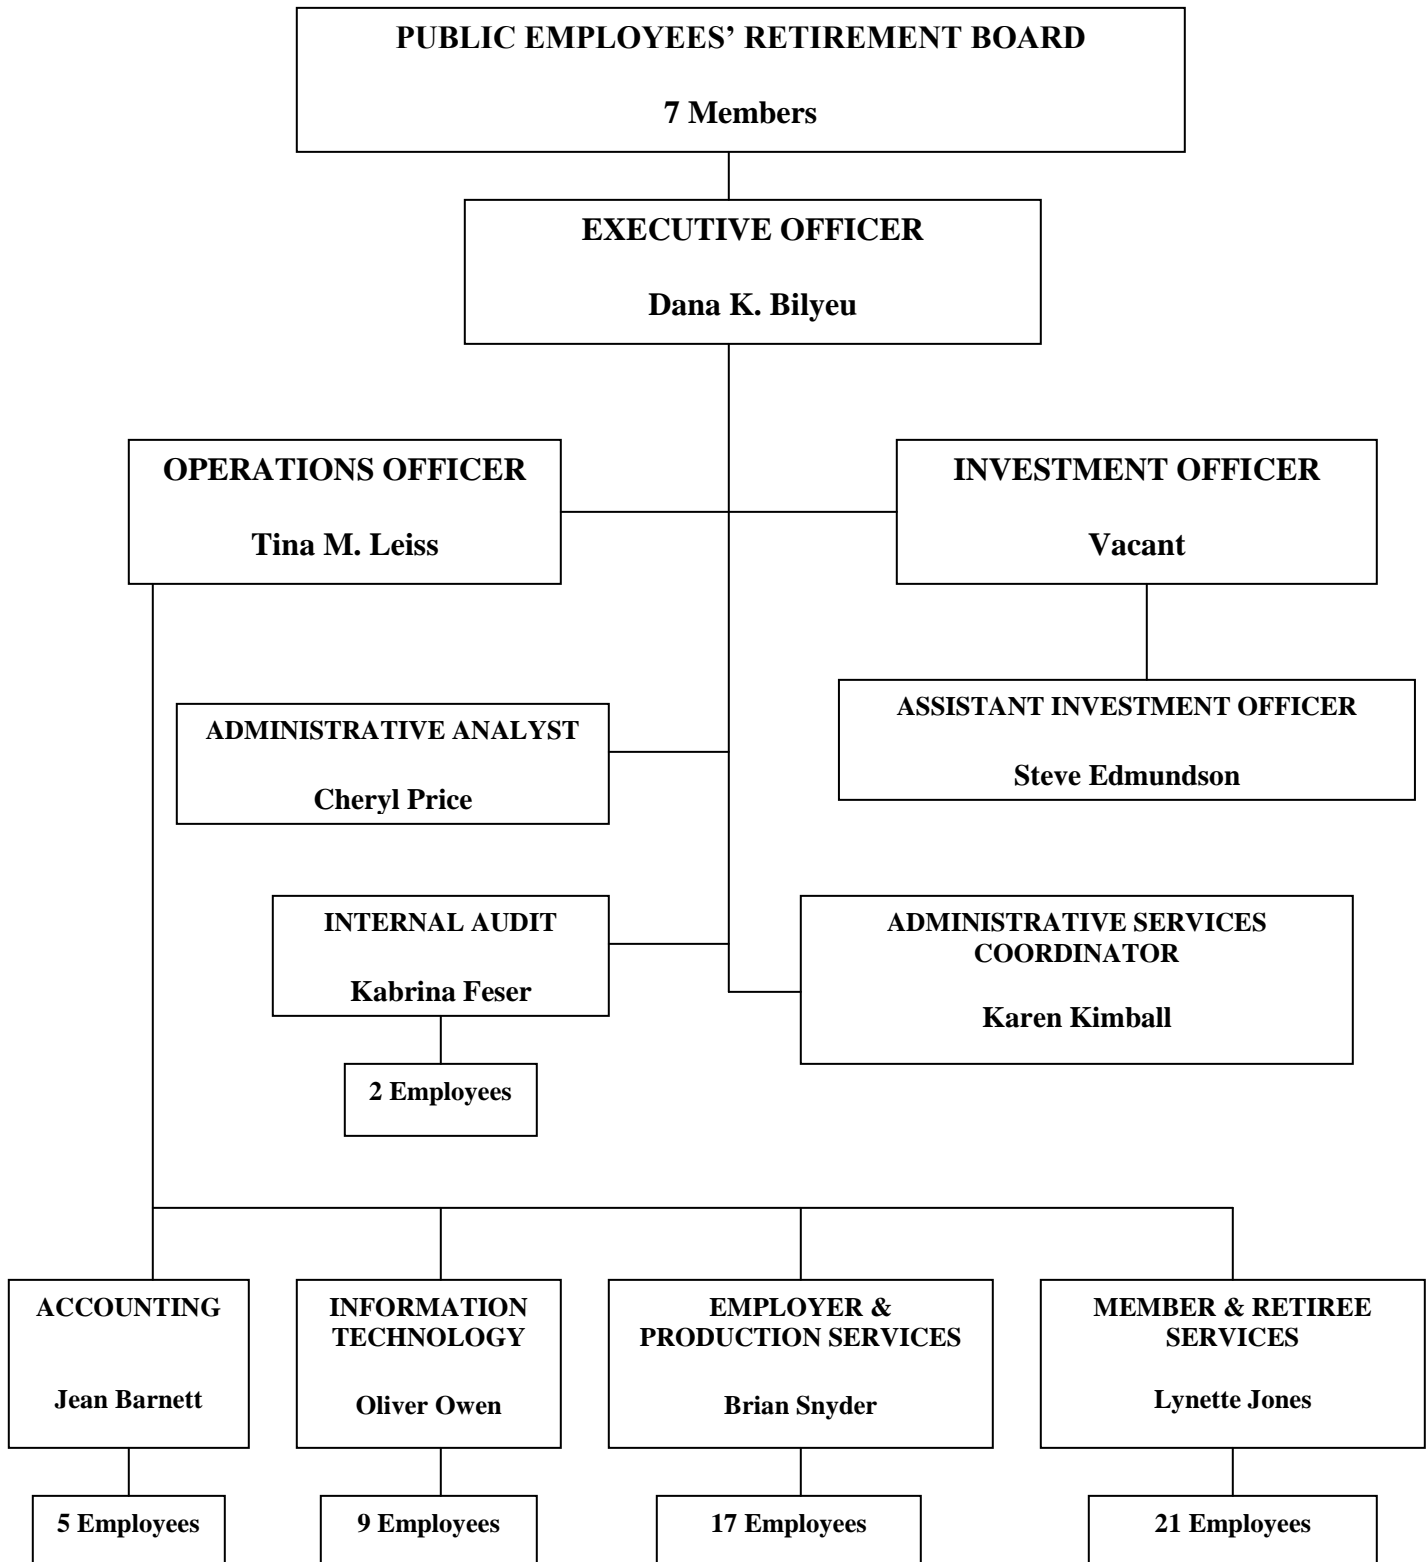 PUBLIC EMPLOYEES’ RETIREMENT BOARD
7 Members
EXECUTIVE OFFICER
Dana K. Bilyeu
OPERATIONS OFFICER
Tina M. Leiss
INVESTMENT OFFICER
Vacant
ASSISTANT INVESTMENT OFFICER
Steve Edmundson
ADMINISTRATIVE ANALYST
Cheryl Price
INTERNAL AUDIT
Kabrina Feser
2 Employees
ADMINISTRATIVE SERVICES
COORDINATOR
Karen Kimball
ACCOUNTING
Jean Barnett
5 Employees
INFORMATION
TECHNOLOGY
Oliver Owen
9 Employees
EMPLOYER &
PRODUCTION SERVICES
Brian Snyder
17 Employees
MEMBER & RETIREE
SERVICES
Lynette Jones
21 Employees